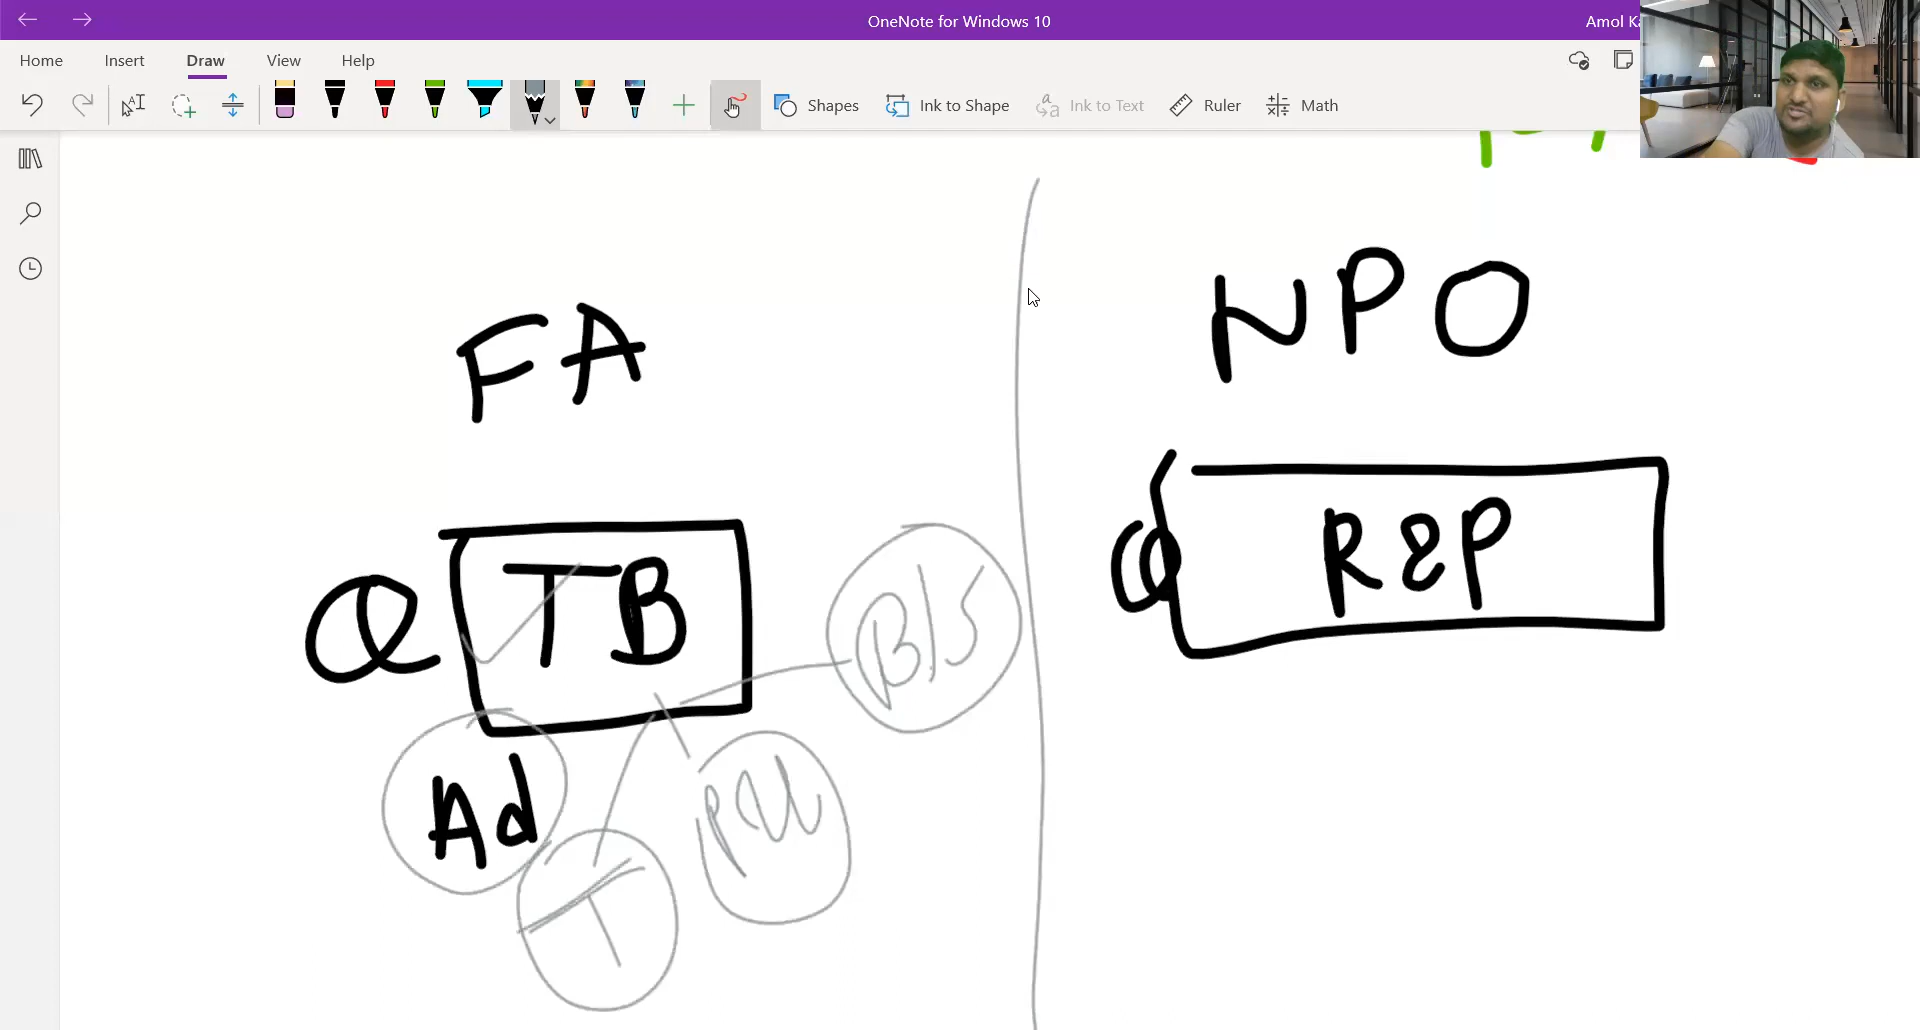 OneNote for Windows 10
Amol Ka
Home Insert Draw View Help
Shapes Ink to Shape Ink to Text Ruler Math
FA
NPO
Q TB
B/S
R&P
Ad
T